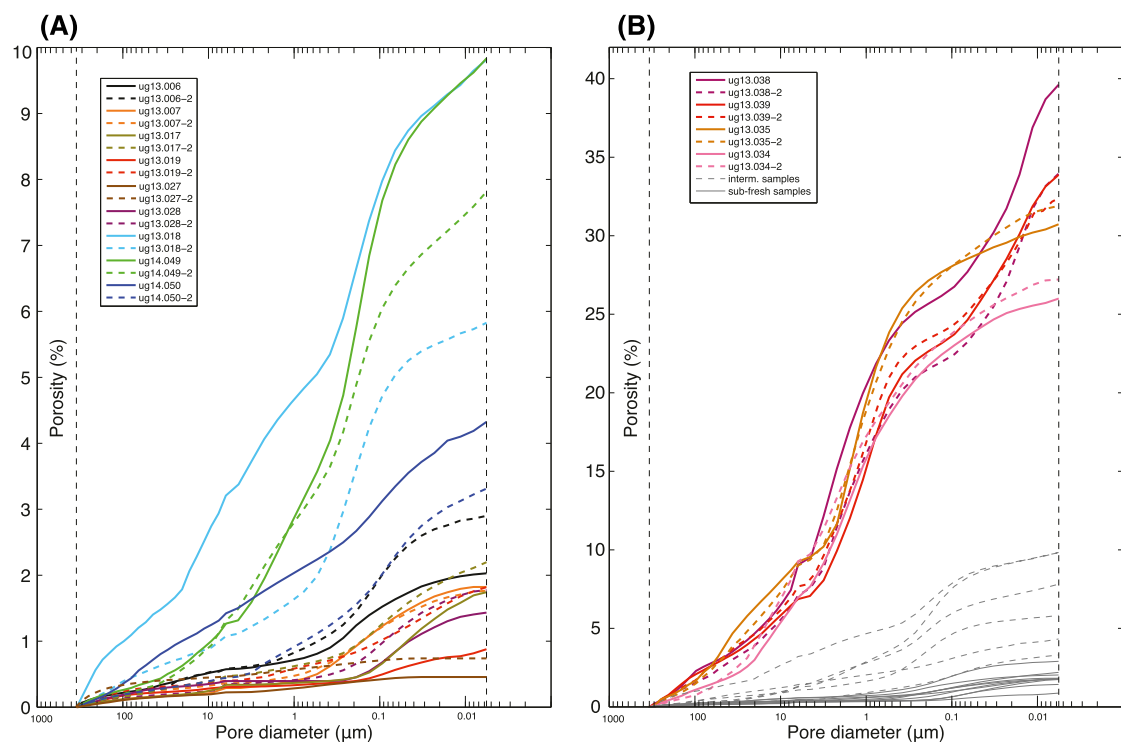 (A)
10
9
8
7
6
5
4
3
2
1
0
Porosity (%)
ug13.006
ug13.006-2
ug13.007
ug13.007-2
ug13.017
ug13.017-2
ug13.019
ug13.019-2
ug13.027
ug13.027-2
ug13.028
ug13.028-2
ug13.018
ug13.018-2
ug14.049
ug14.049-2
ug14.050
ug14.050-2
1000 100 10 1 0.1 0.01
Pore diameter (µm)
(B)
40
35
30
25
20
15
10
5
0
Porosity (%)
ug13.038
ug13.038-2
ug13.039
ug13.039-2
ug13.035
ug13.035-2
ug13.034
ug13.034-2
interm. samples
sub-fresh samples
1000 100 10 1 0.1 0.01
Pore diameter (µm)